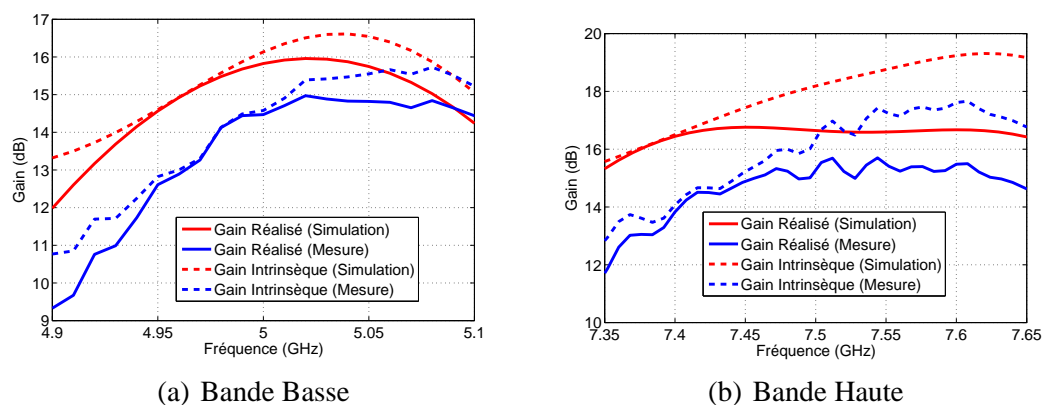 17
16
15
14
13
12
11
10
9
4.9
4.95
5
5.05
5.1
Gain (dB)
Fréquence (GHz)
Gain Réalisé (Simulation)
Gain Réalisé (Mesure)
Gain Intrinsèque (Simulation)
Gain Intrinsèque (Mesure)
(a) Bande Basse
20
18
16
14
12
10
7.35
7.4
7.45
7.5
7.55
7.6
7.65
Gain (dB)
Fréquence (GHz)
Gain Réalisé (Simulation)
Gain Réalisé (Mesure)
Gain Intrinsèque (Simulation)
Gain Intrinsèque (Mesure)
(b) Bande Haute